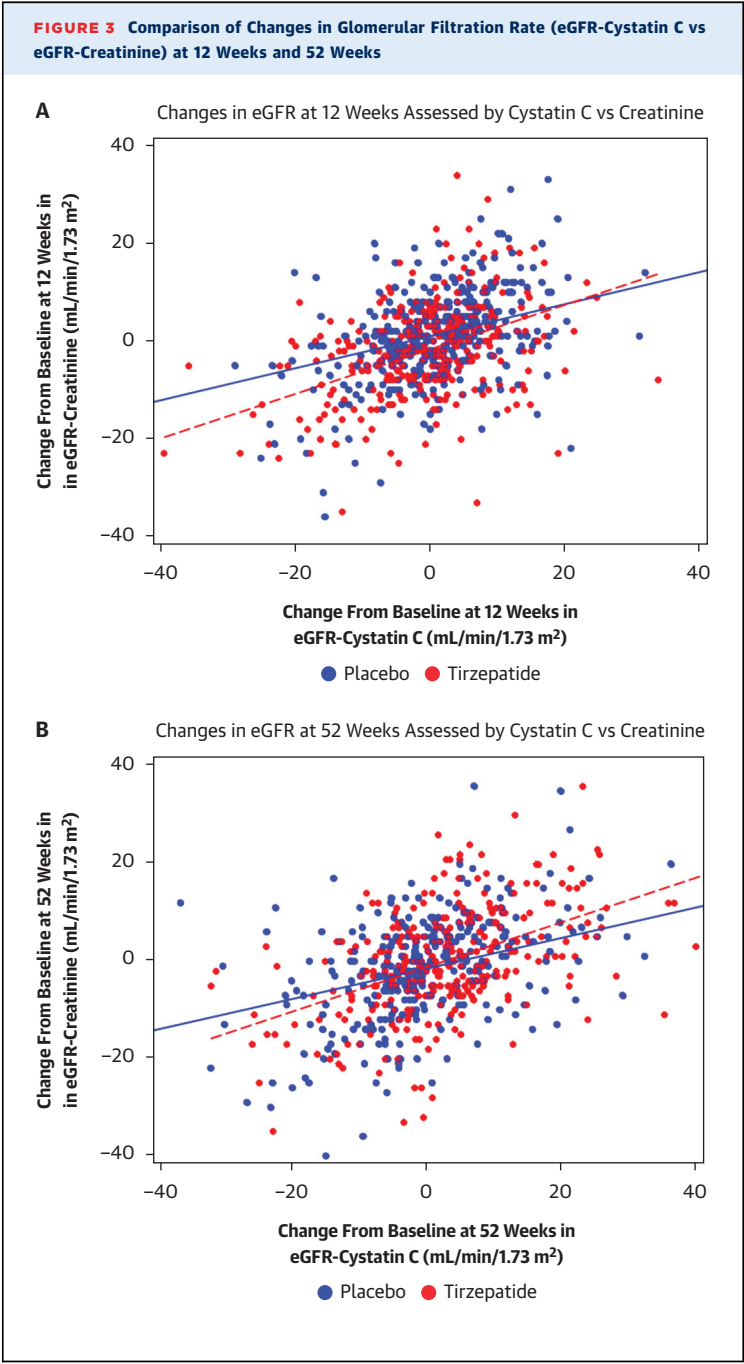 FIGURE 3 Comparison of Changes in Glomerular Filtration Rate (eGFR-Cystatin C vs
eGFR-Creatinine) at 12 Weeks and 52 Weeks
A
Changes in eGFR at 12 Weeks Assessed by Cystatin C vs Creatinine
Change From Baseline at 12 Weeks in
in eGFR-Creatinine (mL/min/1.73 m²)
40
20
0
−20
−40
−40 −20 0 20 40
Change From Baseline at 12 Weeks in
eGFR-Cystatin C (mL/min/1.73 m²)
Placebo Tirzepatide
B
Changes in eGFR at 52 Weeks Assessed by Cystatin C vs Creatinine
Change From Baseline at 52 Weeks in
in eGFR-Creatinine (mL/min/1.73 m²)
40
20
0
−20
−40
−40 −20 0 20 40
Change From Baseline at 52 Weeks in
eGFR-Cystatin C (mL/min/1.73 m²)
Placebo Tirzepatide